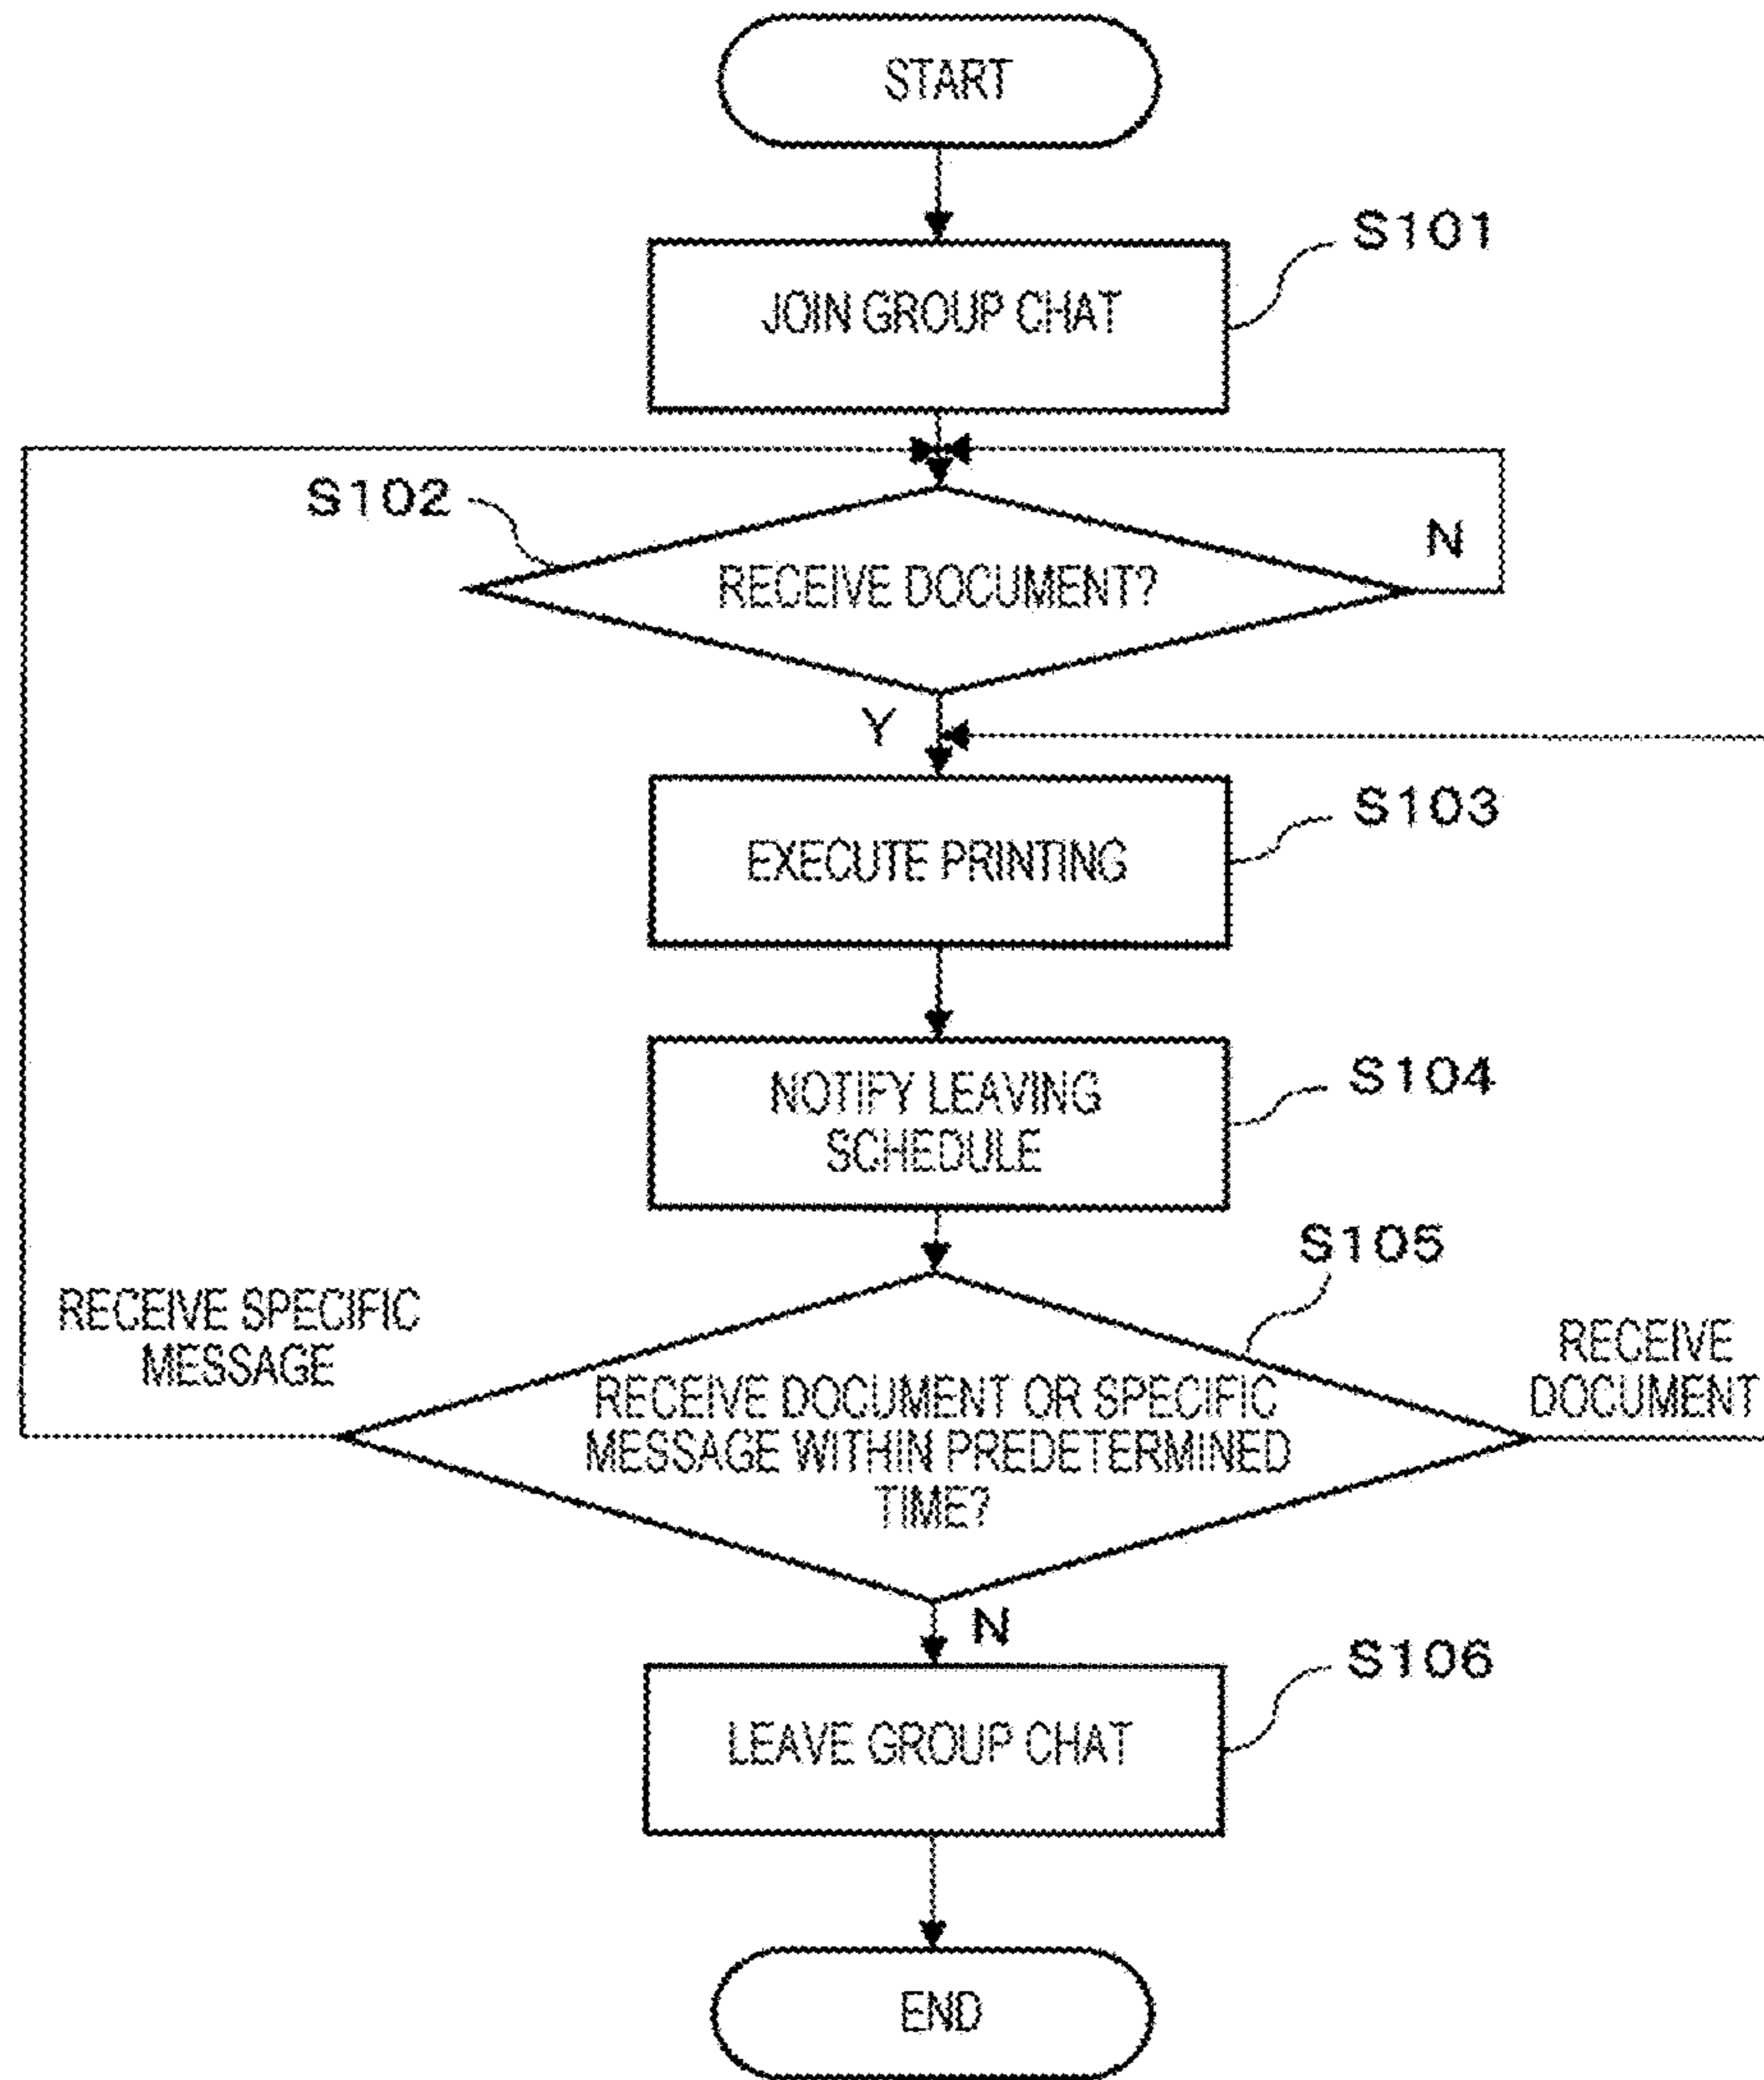 START
S101
JOIN GROUP CHAT
S102
N
RECEIVE DOCUMENT?
Y
S103
EXECUTE PRINTING
S104
NOTIFY LEAVING
SCHEDULE
S105
RECEIVE SPECIFIC
MESSAGE
RECEIVE
DOCUMENT
RECEIVE DOCUMENT OR SPECIFIC
MESSAGE WITHIN PREDETERMINED
TIME?
N
S106
LEAVE GROUP CHAT
END